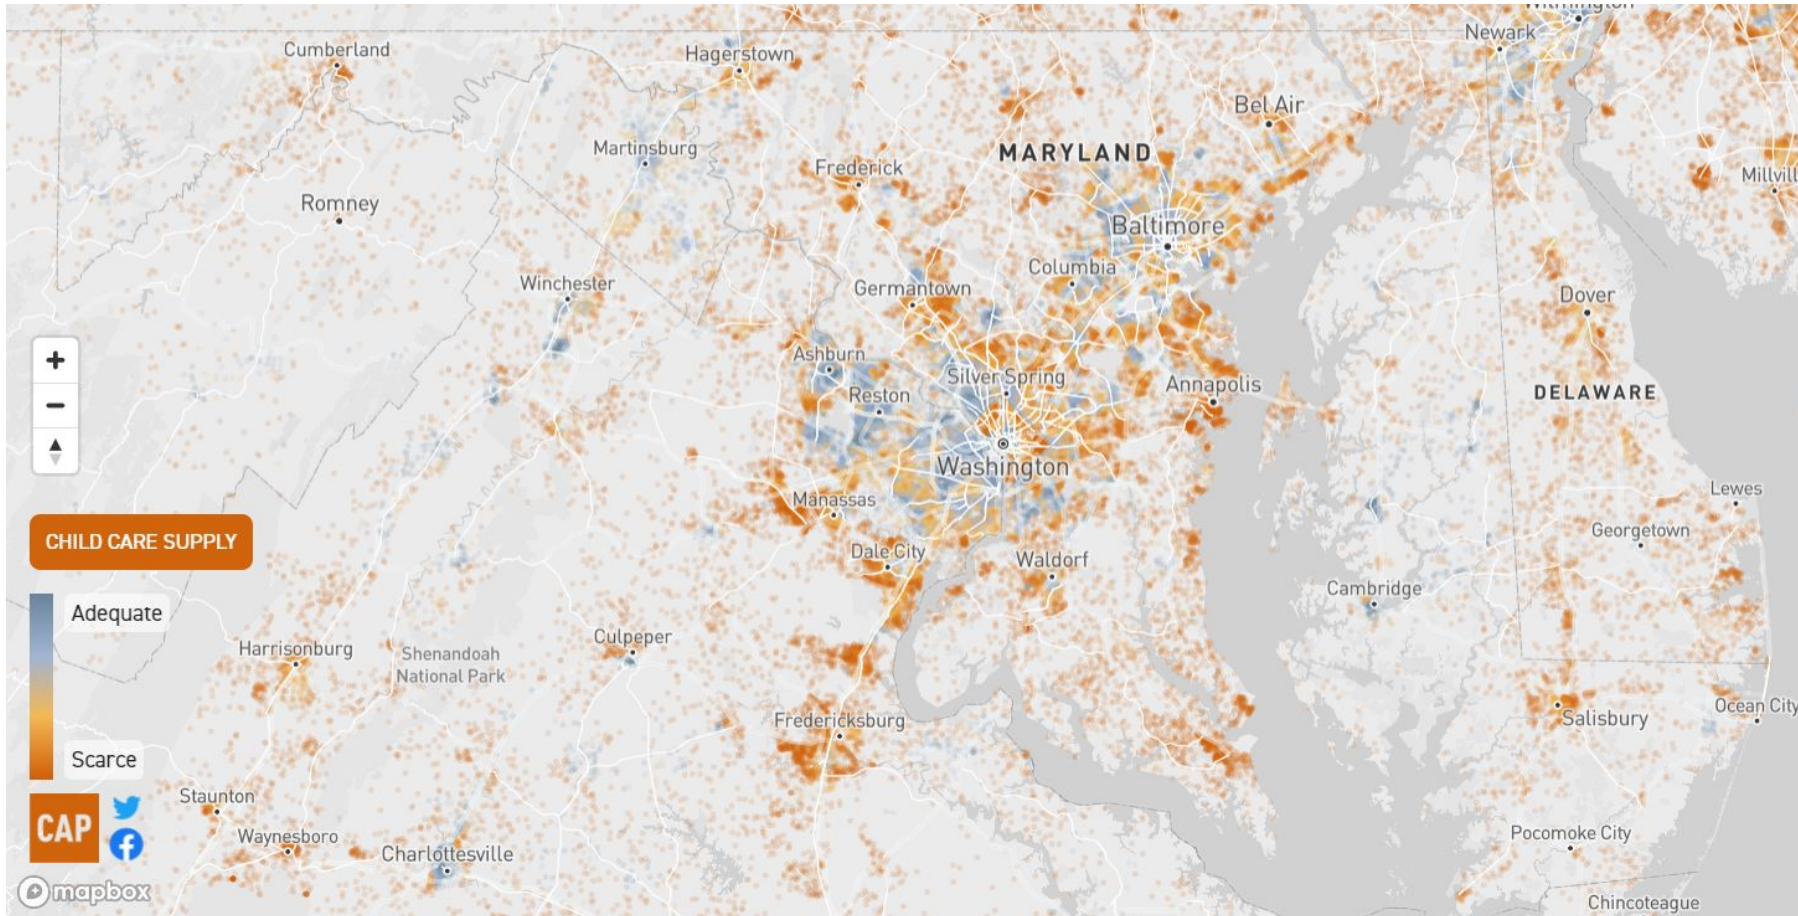 Wilmington
Newark
Cumberland
Hagerstown
Bel Air
Martinsburg
MARYLAND
Frederick
Millvill
Romney
Baltimore
Columbia
Winchester
Germantown
Dover
Ashburn
Silver Spring
Reston
Annapolis
DELAWARE
Washington
Manassas
Lewes
Georgetown
CHILD CARE SUPPLY
Dale City
Waldorf
Cambridge
Adequate
Harrisonburg
Shenandoah
National Park
Culpeper
Fredericksburg
Salisbury
Ocean City
Scarce
Staunton
CAP
Waynesboro
Charlottesville
Pocomoke City
mapbox
Chincoteague